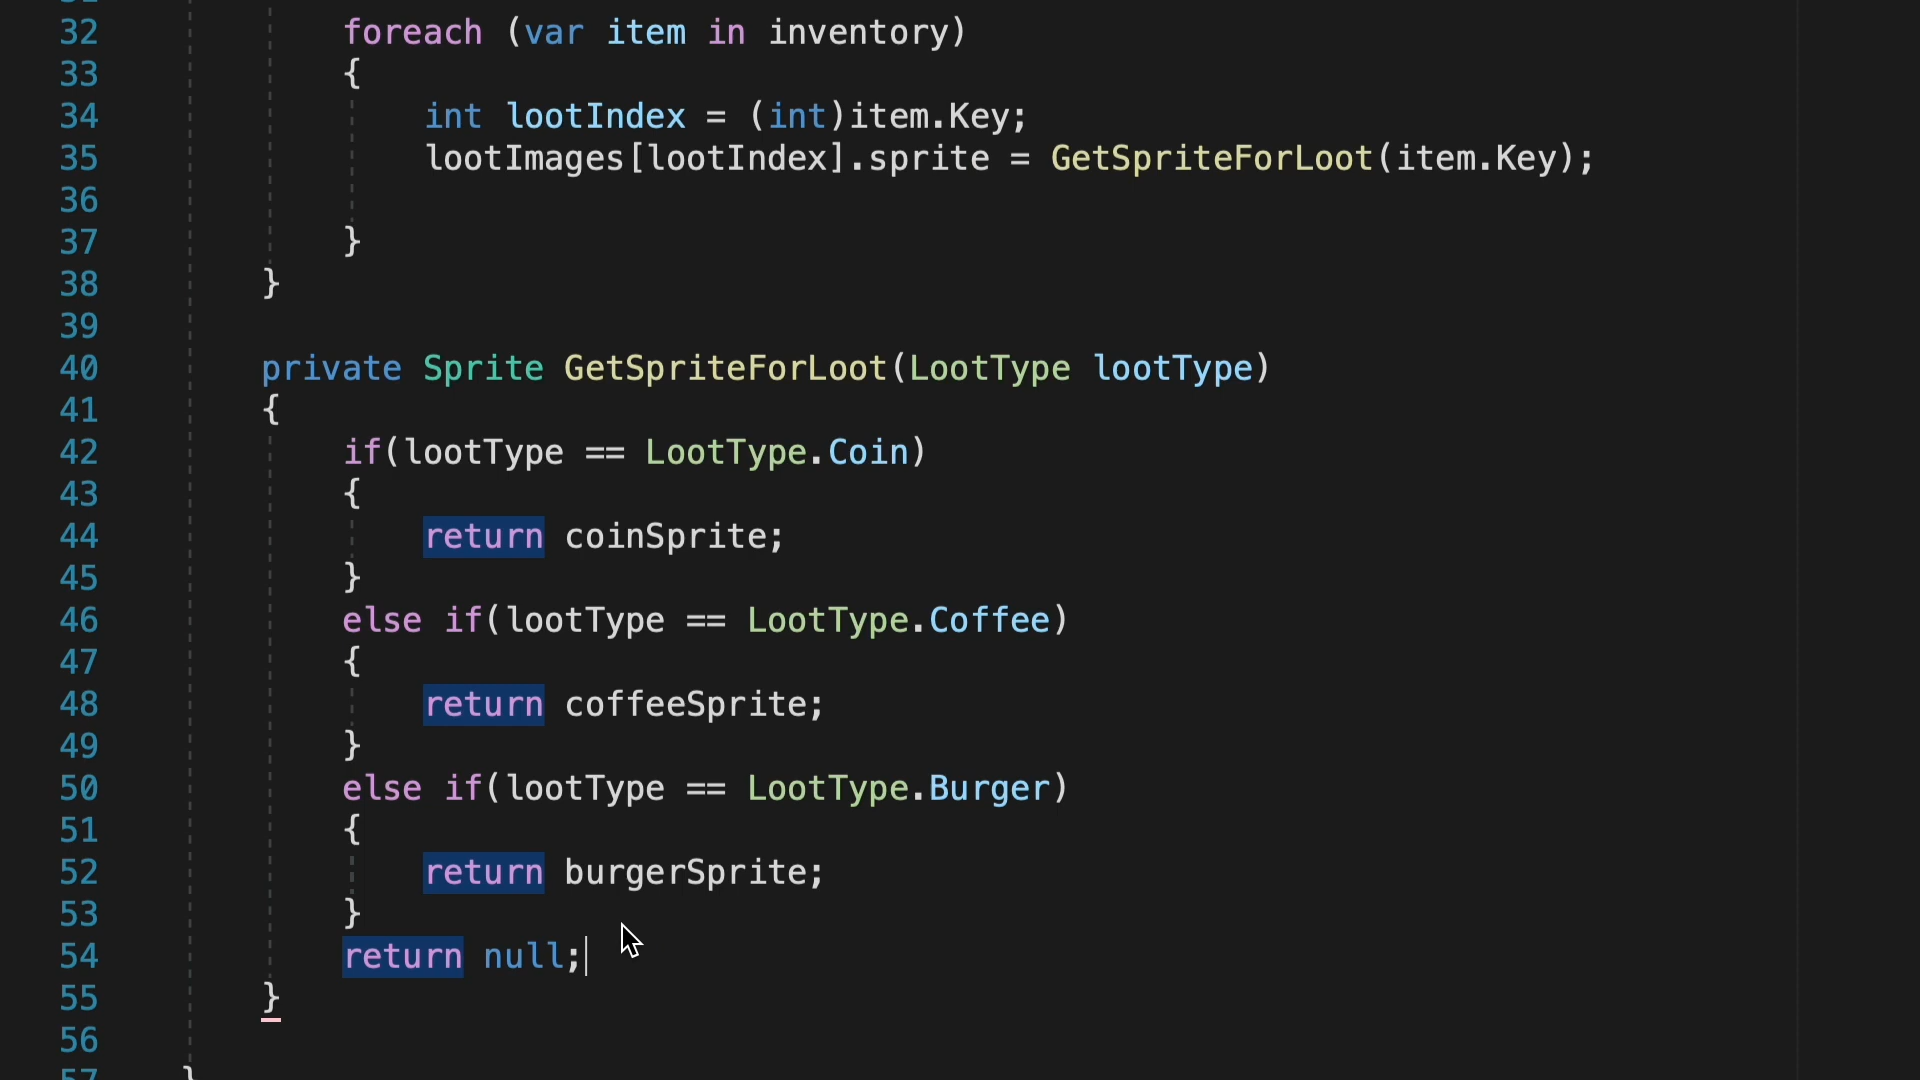 32 foreach (var item in inventory)
33 {
34 int lootIndex = (int)item.Key;
35 lootImages[lootIndex].sprite = GetSpriteForLoot(item.Key);
36
37 }
38 }
39
40 private Sprite GetSpriteForLoot(LootType lootType)
41 {
42 if(lootType == LootType.Coin)
43 {
44 return coinSprite;
45 }
46 else if(lootType == LootType.Coffee)
47 {
48 return coffeeSprite;
49 }
50 else if(lootType == LootType.Burger)
51 {
52 return burgerSprite;
53 }
54 return null;
55 }
56
57 }